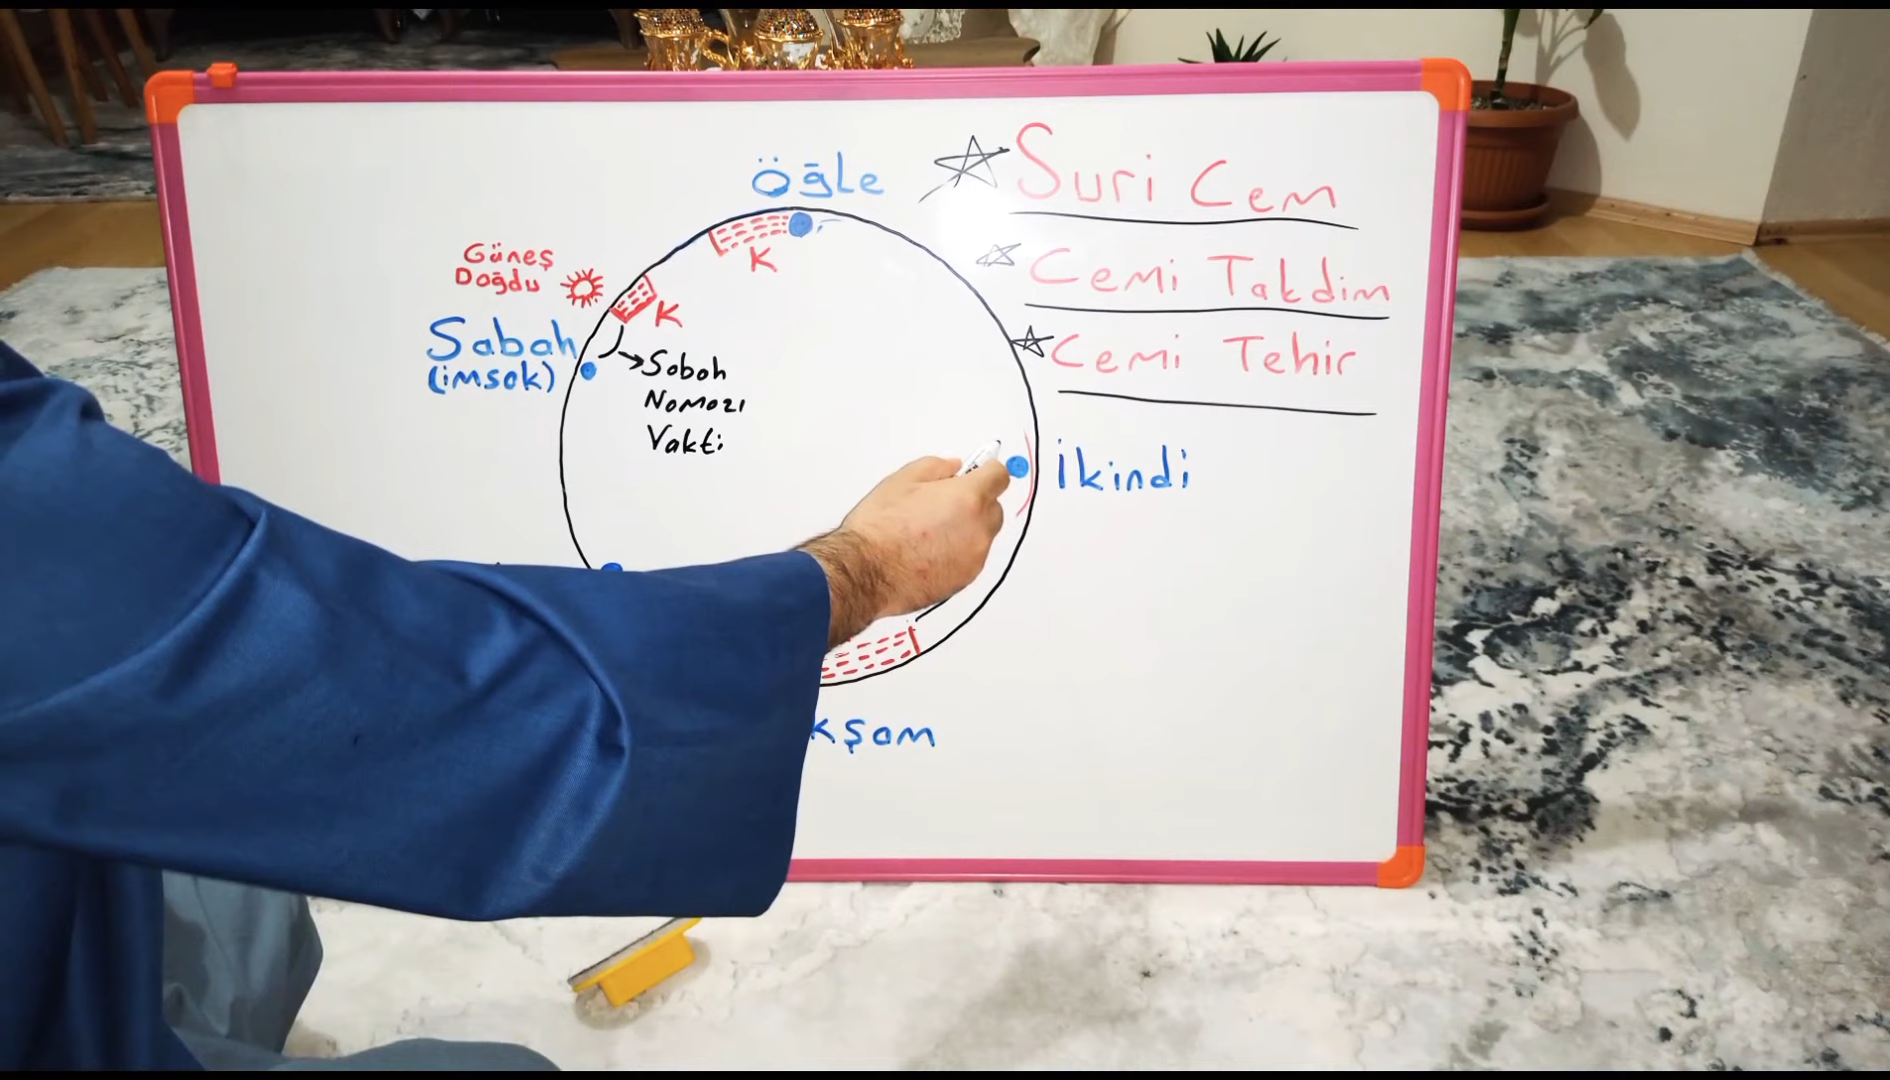 Öğle
Suri Cem
Cemi Takdim
Cemi Tehir
Güneş
Doğdu
K
K
Sabah
(imsak)
Sabah
Namazı
Vakti
İkindi
kşam